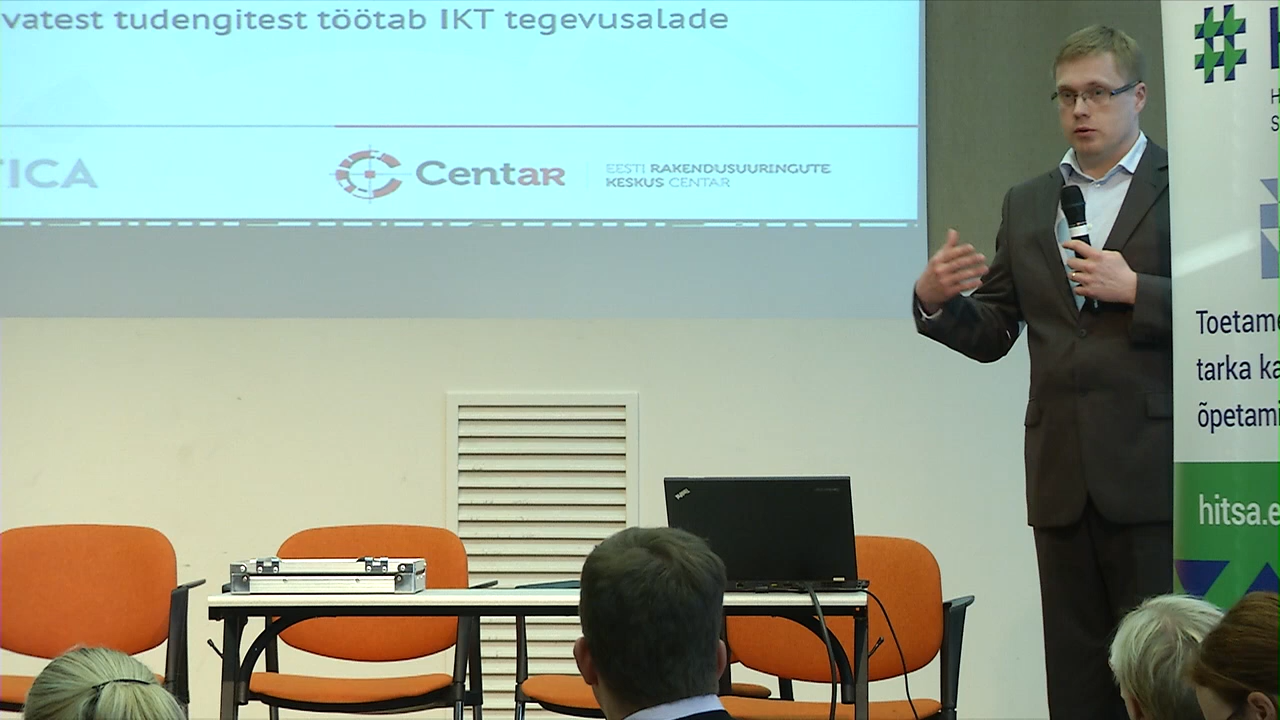 vatest tudengitest töötab IKT tegevusalade
TICA
CentAR
EESTI RAKENDUSUURINGUTE
KESKUS CENTAR
#
Toetame
tarka ka
õpetami
hitsa.e